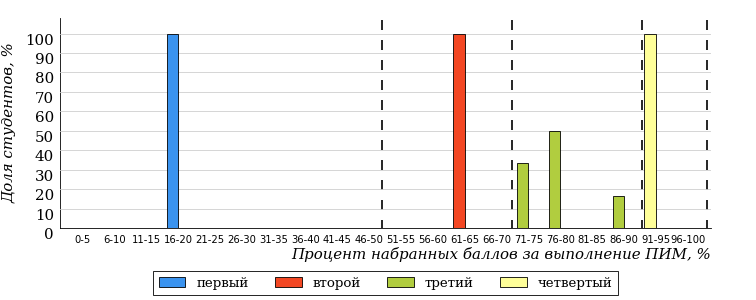 Доля студентов, %
100
90
80
70
60
50
40
30
20
10
0
0-5 6-10 11-15 16-20 21-25 26-30 31-35 36-40 41-45 46-50 51-55 56-60 61-65 66-70 71-75 76-80 81-85 86-90 91-95 96-100
Процент набранных баллов за выполнение ПИМ, %
первый второй третий четвертый